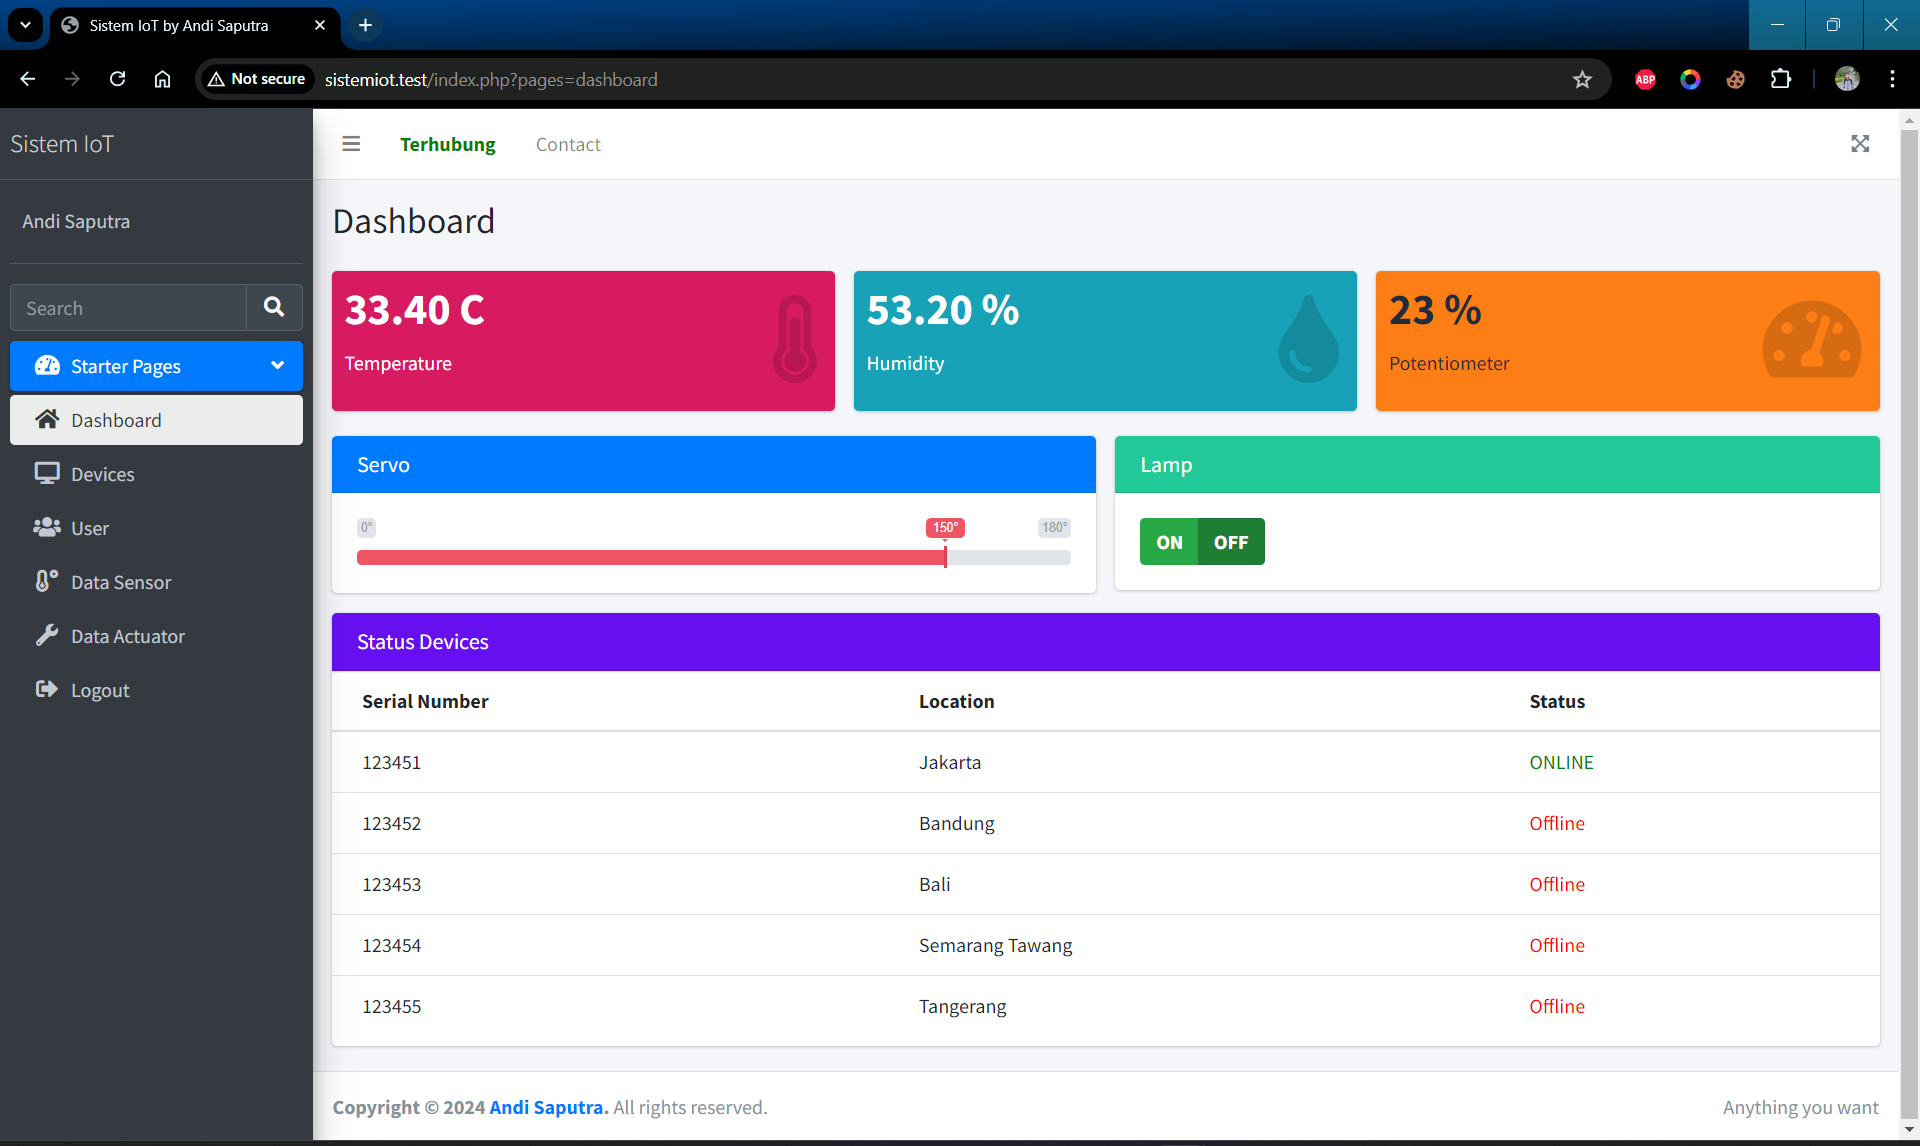 Sistem IoT by Andi Saputra
Not secure
sistemiot.test/index.php?pages=dashboard
ABP
Sistem IoT
Terhubung
Contact
Andi Saputra
Search
Starter Pages
Dashboard
Devices
User
Data Sensor
Data Actuator
Logout
Dashboard
33.40 C
Temperature
53.20 %
Humidity
23 %
Potentiometer
Servo
0°
150°
180°
Lamp
ON
OFF
Status Devices
Serial Number Location Status
123451 Jakarta ONLINE
123452 Bandung Offline
123453 Bali Offline
123454 Semarang Tawang Offline
123455 Tangerang Offline
Copyright © 2024 Andi Saputra. All rights reserved.
Anything you want